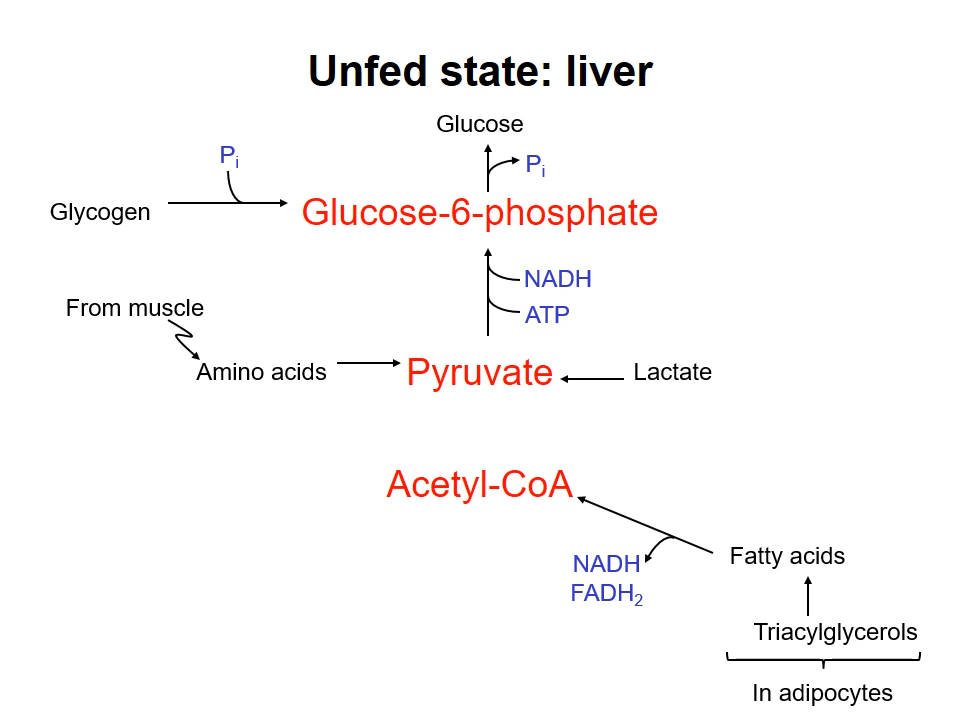 Unfed state: liver
Glucose
Pi
Pi
Glycogen
Glucose-6-phosphate
NADH
From muscle
ATP
Amino acids
Pyruvate
Lactate
Acetyl-CoA
Fatty acids
NADH
FADH2
Triacylglycerols
In adipocytes